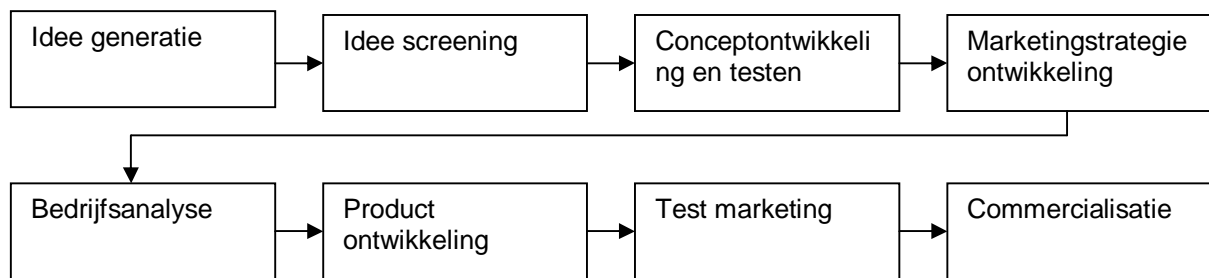 Idee generatie
Idee screening
Conceptontwikkeli
ng en testen
Marketingstrategie
ontwikkeling
Bedrijfsanalyse
Product
ontwikkeling
Test marketing
Commercialisatie